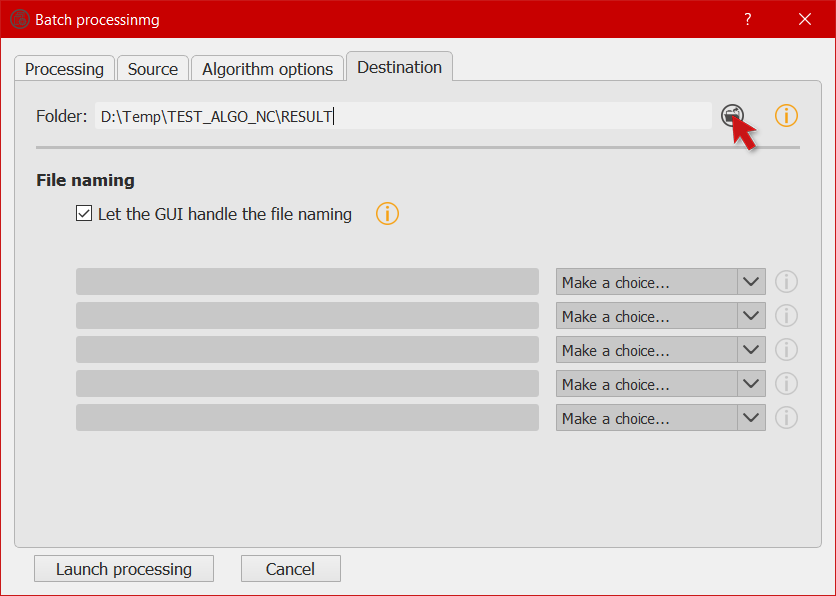 Batch processinmg
?
Processing Source Algorithm options Destination
Folder: D:\Temp\TEST_ALGO_NC\RESULT
File naming
Let the GUI handle the file naming
Make a choice...
Make a choice...
Make a choice...
Make a choice...
Make a choice...
Launch processing Cancel